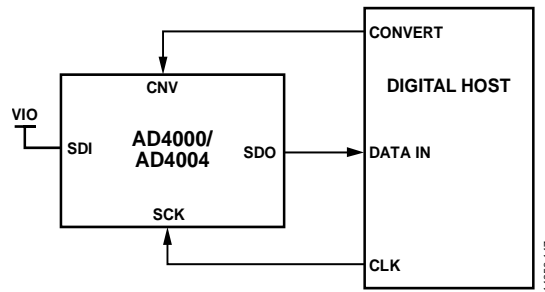 CONVERT
DIGITAL HOST
CNV
VIO
SDI
AD4000/
AD4004
SDO
DATA IN
SCK
CLK